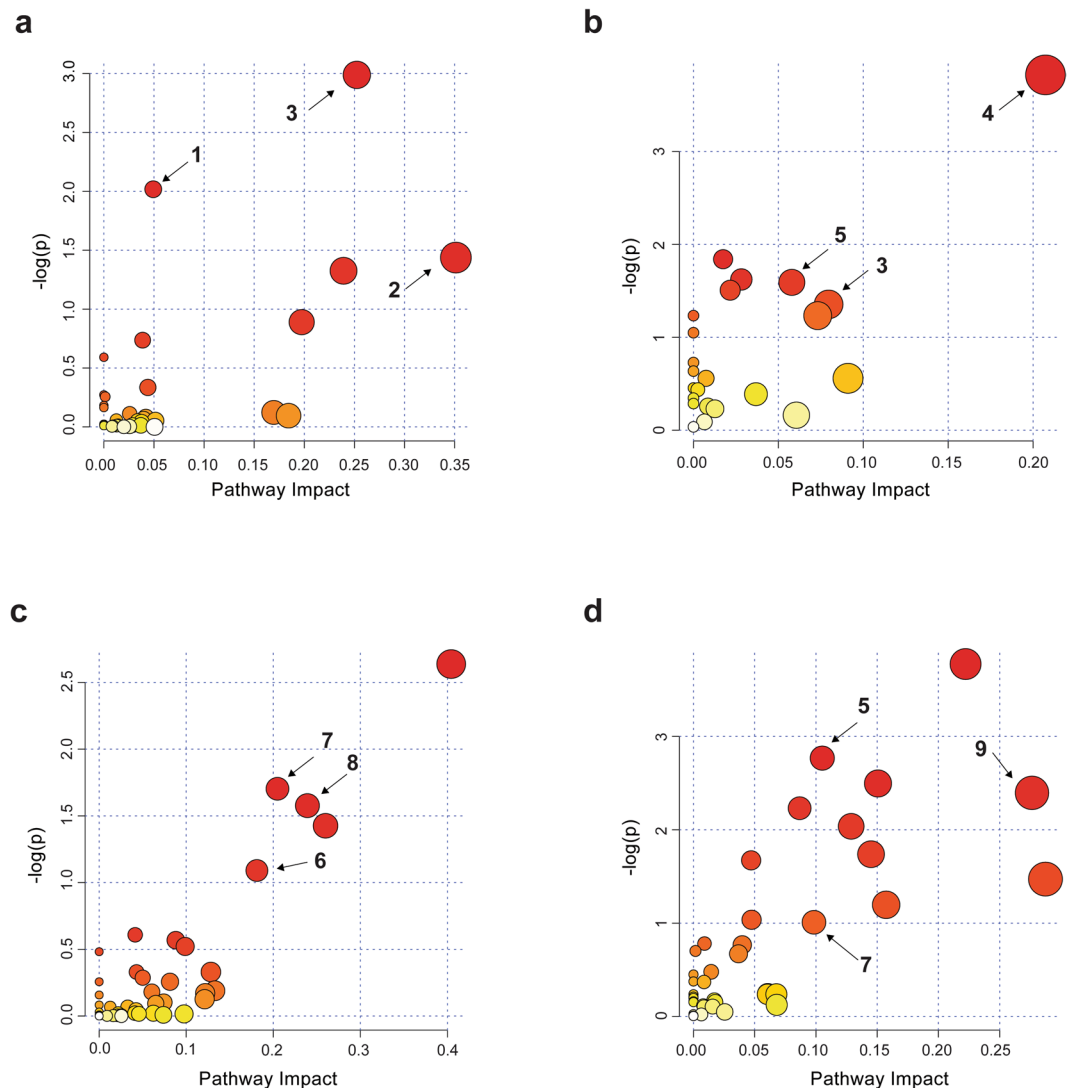 a
3.0
2.5
2.0
1.5
1.0
0.5
0.0
-log(p)
3
1
2
0.00 0.05 0.10 0.15 0.20 0.25 0.30 0.35
Pathway Impact
b
3
2
1
0
-log(p)
4
5
3
0.00 0.05 0.10 0.15 0.20
Pathway Impact
c
2.5
2.0
1.5
1.0
0.5
0.0
-log(p)
7
8
6
0.0 0.1 0.2 0.3 0.4
Pathway Impact
d
3
2
1
0
-log(p)
5
9
7
0.00 0.05 0.10 0.15 0.20 0.25
Pathway Impact